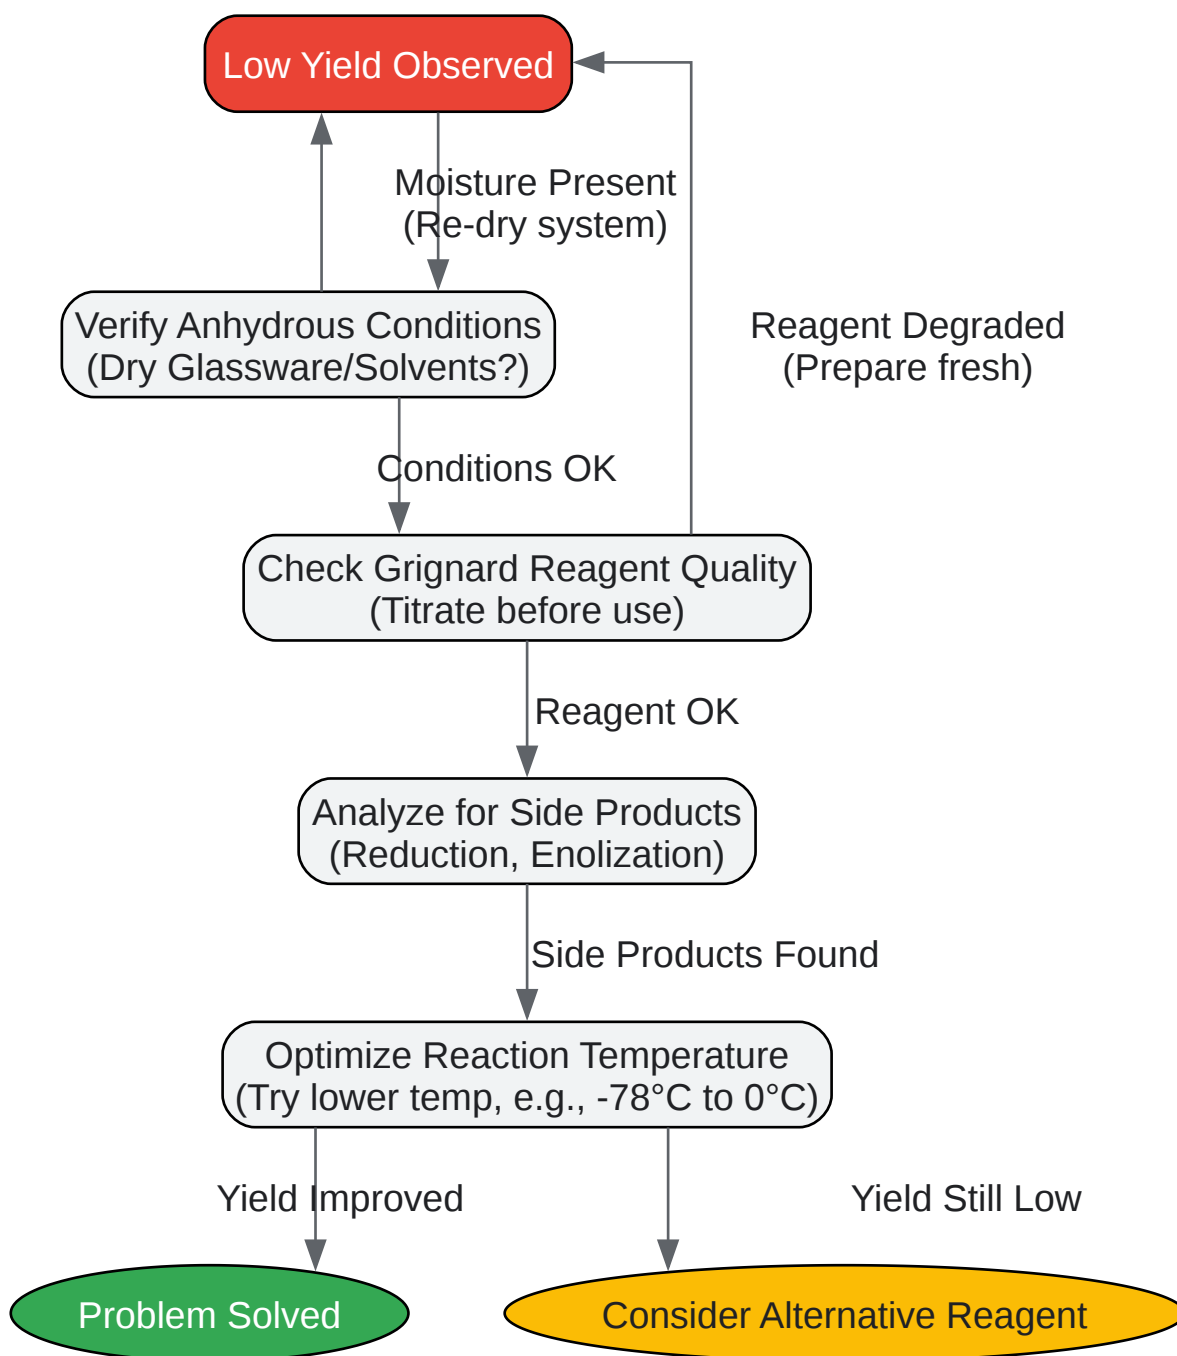 Low Yield Observed
Moisture Present
(Re-dry system)
Verify Anhydrous Conditions
(Dry Glassware/Solvents?)
Reagent Degraded
(Prepare fresh)
Conditions OK
Check Grignard Reagent Quality
(Titrate before use)
Reagent OK
Analyze for Side Products
(Reduction, Enolization)
Side Products Found
Optimize Reaction Temperature
(Try lower temp, e.g., -78°C to 0°C)
Yield Improved
Yield Still Low
Problem Solved
Consider Alternative Reagent